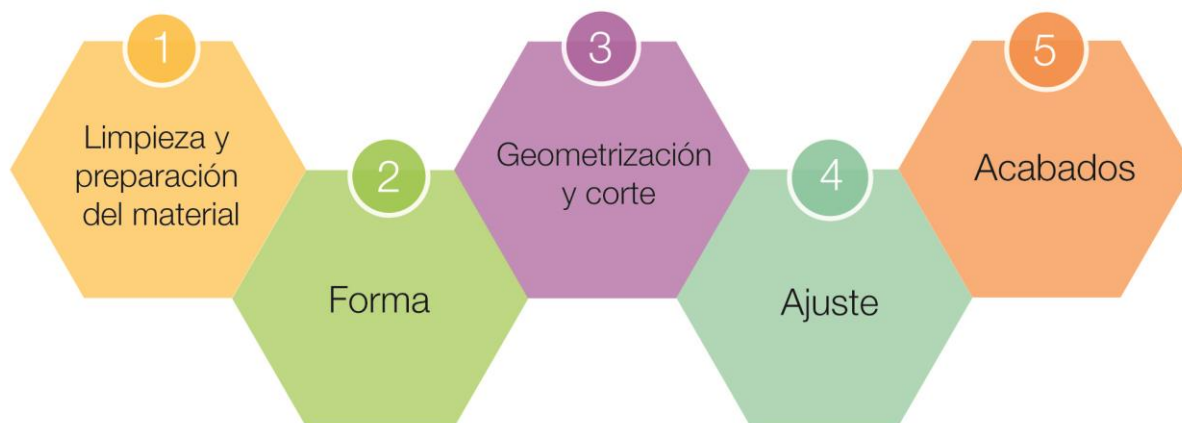 1
Limpieza y
preparación
del material
2
Forma
3
Geometrización
y corte
4
Ajuste
5
Acabados